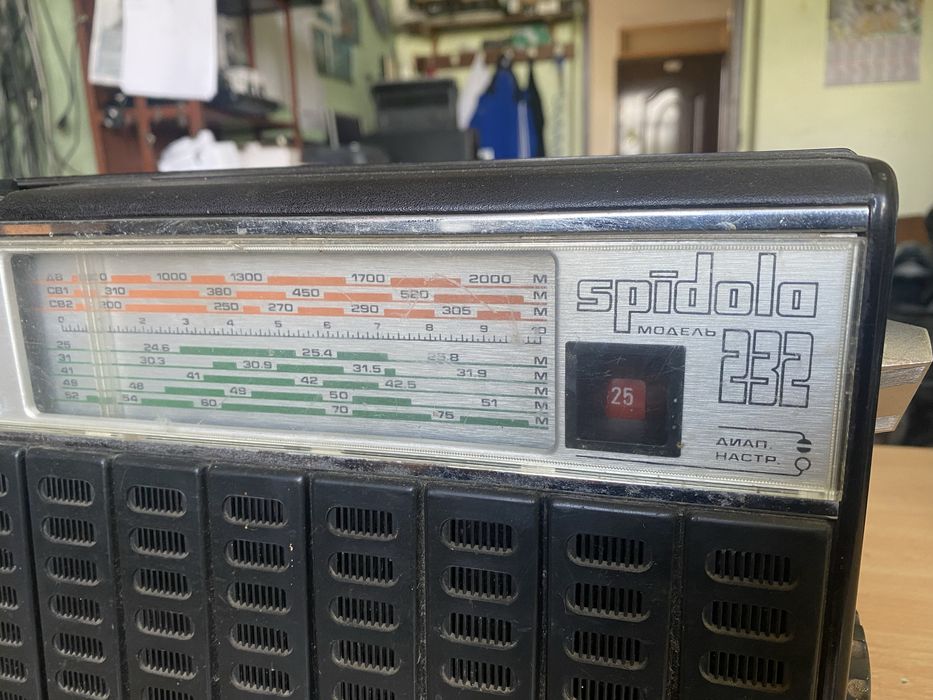 ДВ 1000 1300 1700 2000 М
СВ1 310 380 450 520 М
СВ2 200 250 270 290 305 М
0 2 3 4 5 6 7 8 9 10
25 24.6 25.4 25.8 М
31 30.3 30.9 31.5 31.9 М
41 41 42 42.5 М
49 48 49 50 51 М
52 54 60 70 75 М
spīdola
МОДЕЛЬ 232
25
ДИАП.
НАСТР.